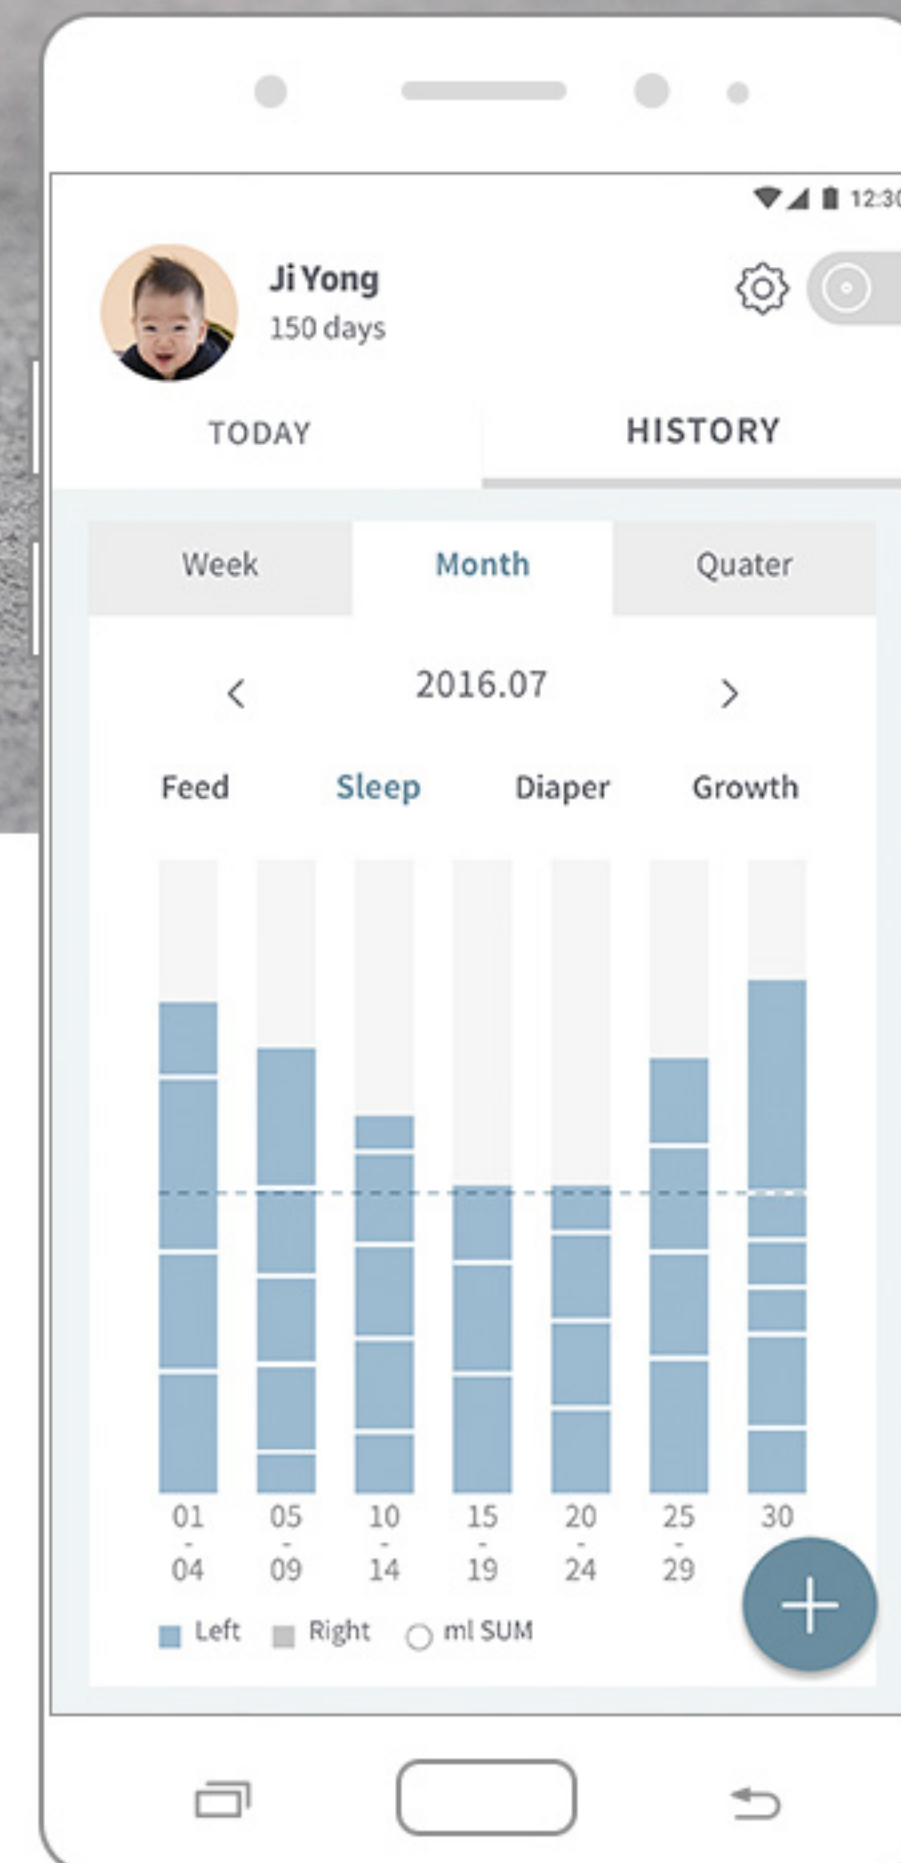 12:30
Ji Yong
150 days
TODAY HISTORY
Week Month Quater
2016.07
Feed Sleep Diaper Growth
01 05 10 15 20 25 30
- - - - - -
04 09 14 19 24 29
Left Right ml SUM